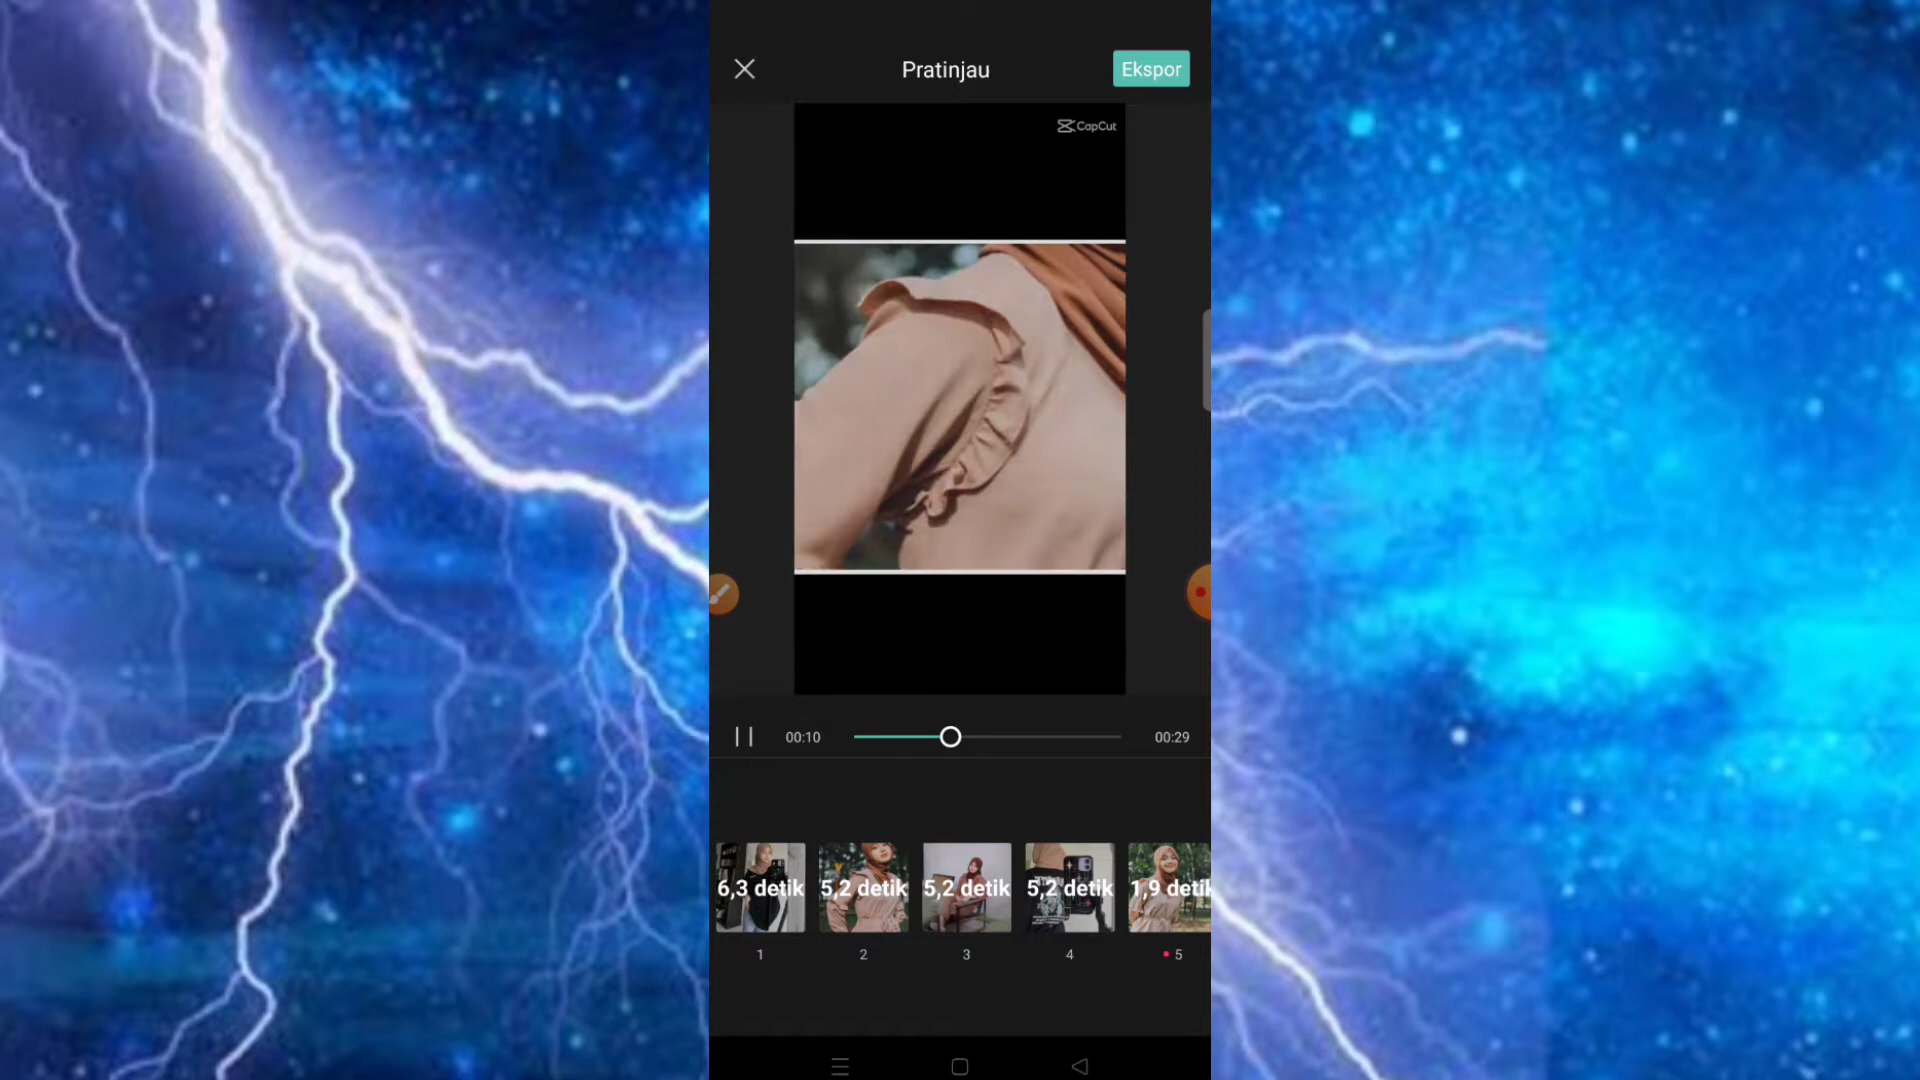 Pratinjau
Ekspor
CapCut
00:10
00:29
6,3 detik
5,2 detik
5,2 detik
5,2 detik
1,9 detik
1
2
3
4
5